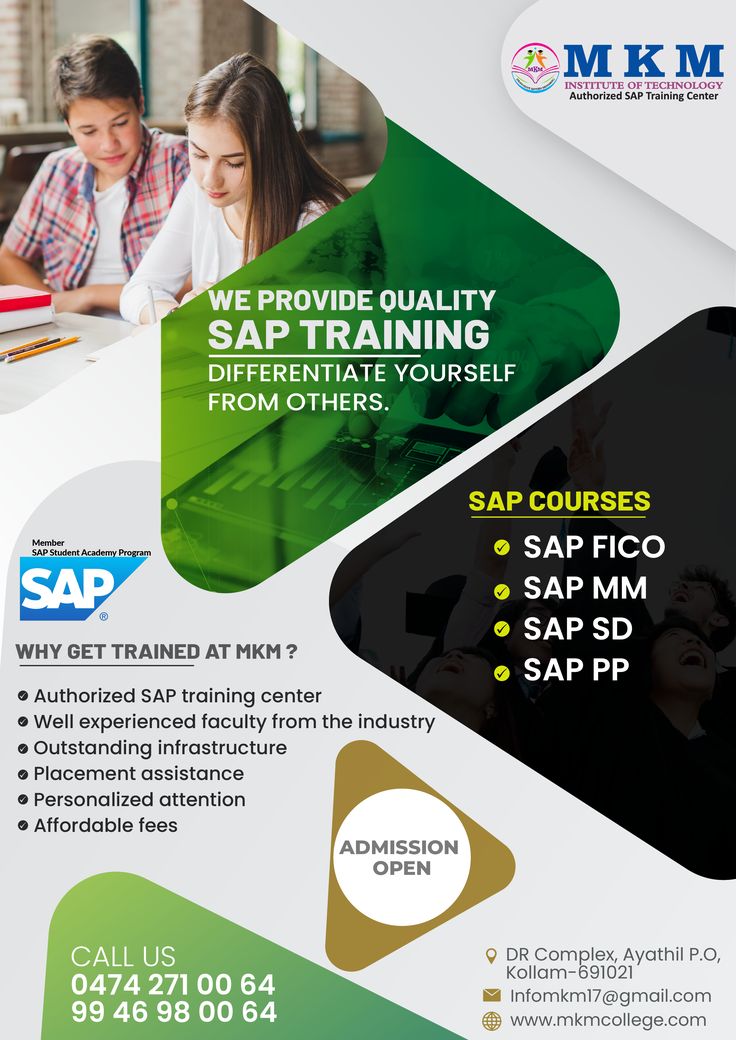 MKM
INSTITUTE OF TECHNOLOGY
Authorized SAP Training Center
WE PROVIDE QUALITY
SAP TRAINING
DIFFERENTIATE YOURSELF
FROM OTHERS.
SAP COURSES
SAP FICO
SAP MM
SAP SD
SAP PP
Member
SAP Student Academy Program
SAP®
WHY GET TRAINED AT MKM ?
Authorized SAP training center
Well experienced faculty from the industry
Outstanding infrastructure
Placement assistance
Personalized attention
Affordable fees
ADMISSION
OPEN
CALL US
0474 271 00 64
99 46 98 00 64
DR Complex, Ayathil P.O,
Kollam-691021
Infomkm17@gmail.com
www.mkmcollege.com